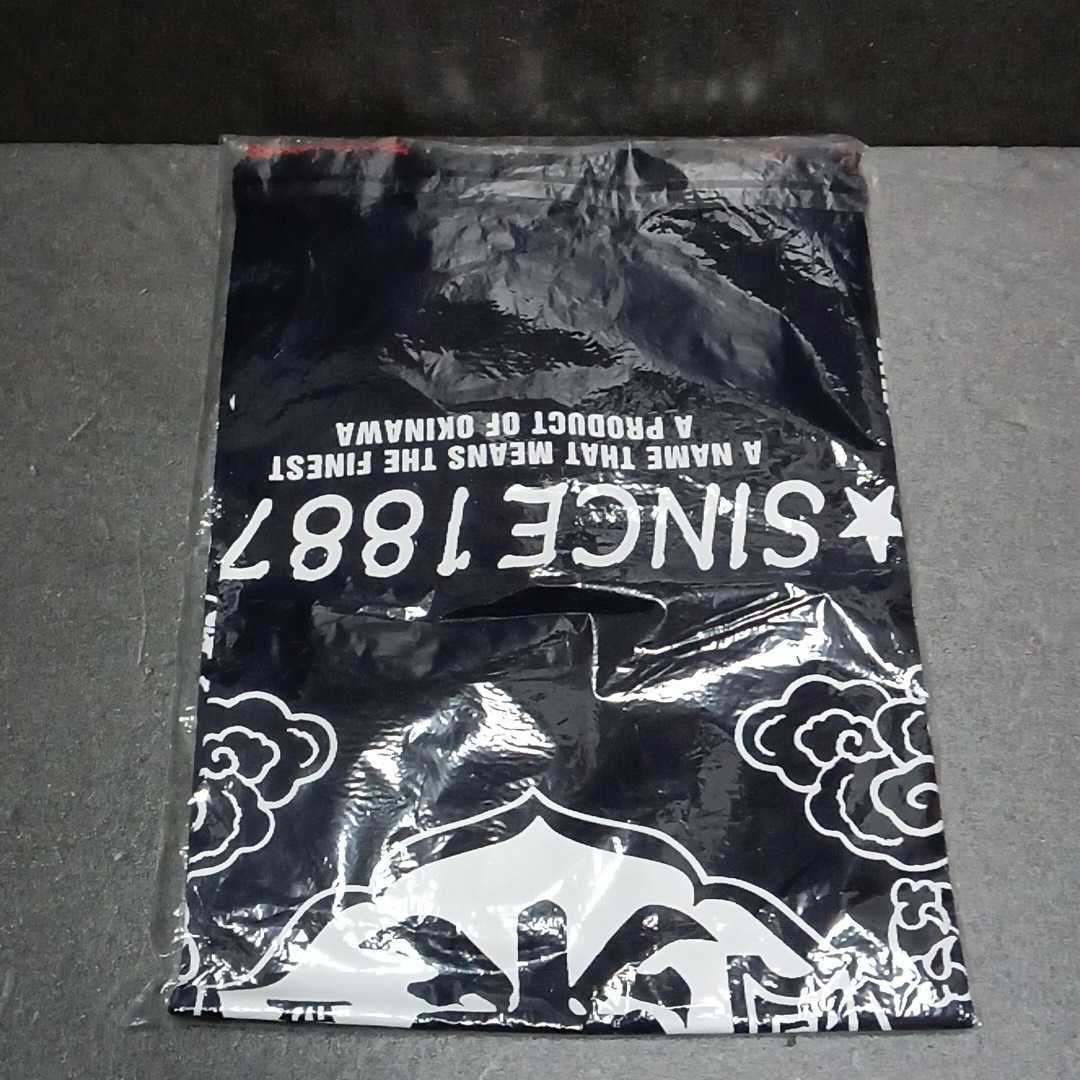 ★SINCE 1887
A NAME THAT MEANS THE FINEST
A PRODUCT OF OKINAWA